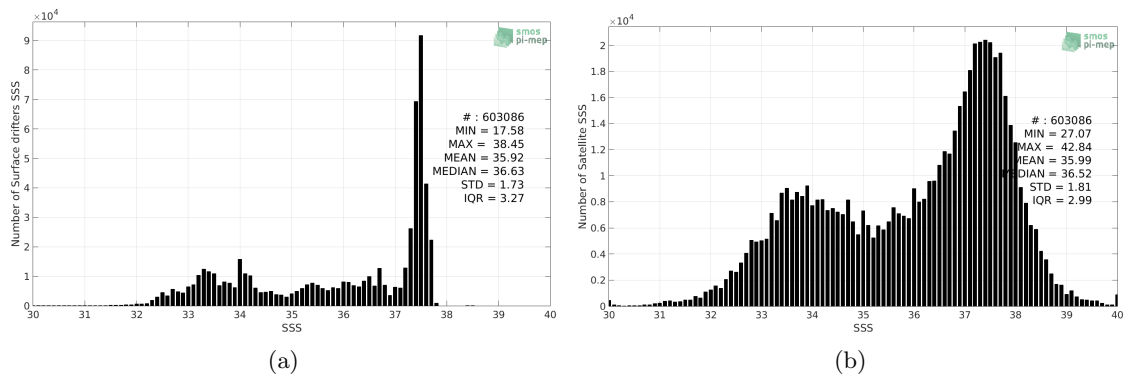 ×10⁴
smos
pi-mep
Number of Surface drifters SSS
9
8
7
6
5
4
3
2
1
0
# : 603086
MIN = 17.58
MAX = 38.45
MEAN = 35.92
MEDIAN = 36.63
STD = 1.73
IQR = 3.27
30 31 32 33 34 35 36 37 38 39 40
SSS
(a)
×10⁴
smos
pi-mep
Number of Satellite SSS
2
1.8
1.6
1.4
1.2
1
0.8
0.6
0.4
0.2
0
# : 603086
MIN = 27.07
MAX = 42.84
MEAN = 35.99
MEDIAN = 36.52
STD = 1.81
IQR = 2.99
30 31 32 33 34 35 36 37 38 39 40
SSS
(b)